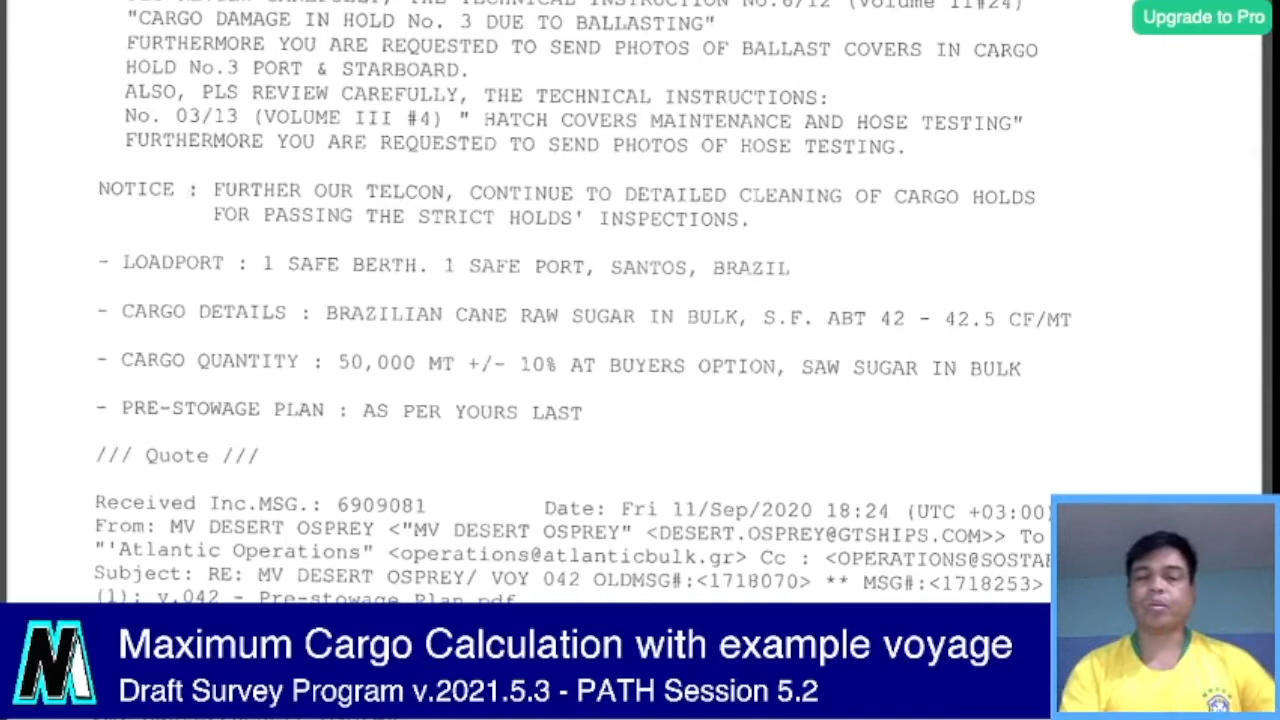 "CARGO DAMAGE IN HOLD No. 3 DUE TO BALLASTING"
FURTHERMORE YOU ARE REQUESTED TO SEND PHOTOS OF BALLAST COVERS IN CARGO
HOLD No.3 PORT & STARBOARD.
ALSO, PLS REVIEW CAREFULLY, THE TECHNICAL INSTRUCTIONS:
No. 03/13 (VOLUME III #4) " HATCH COVERS MAINTENANCE AND HOSE TESTING"
FURTHERMORE YOU ARE REQUESTED TO SEND PHOTOS OF HOSE TESTING.
NOTICE : FURTHER OUR TELCON, CONTINUE TO DETAILED CLEANING OF CARGO HOLDS
FOR PASSING THE STRICT HOLDS' INSPECTIONS.
- LOADPORT : 1 SAFE BERTH. 1 SAFE PORT, SANTOS, BRAZIL
- CARGO DETAILS : BRAZILIAN CANE RAW SUGAR IN BULK, S.F. ABT 42 - 42.5 CF/MT
- CARGO QUANTITY : 50,000 MT +/- 10% AT BUYERS OPTION, SAW SUGAR IN BULK
- PRE-STOWAGE PLAN : AS PER YOURS LAST
/// Quote ///
Received Inc.MSG.: 6909081 Date: Fri 11/Sep/2020 18:24 (UTC +03:00)
From: MV DESERT OSPREY <"MV DESERT OSPREY" <DESERT.OSPREY@GTSHIPS.COM>> To
"'Atlantic Operations" <operations@atlanticbulk.gr> Cc : <OPERATIONS@SOSTAR
Subject: RE: MV DESERT OSPREY/ VOY 042 OLDMSG#:<1718070> ** MSG#:<1718253>
(1): v.042 - Pre-stowage Plan.pdf
Upgrade to Pro
M
Maximum Cargo Calculation with example voyage
Draft Survey Program v.2021.5.3 - PATH Session 5.2